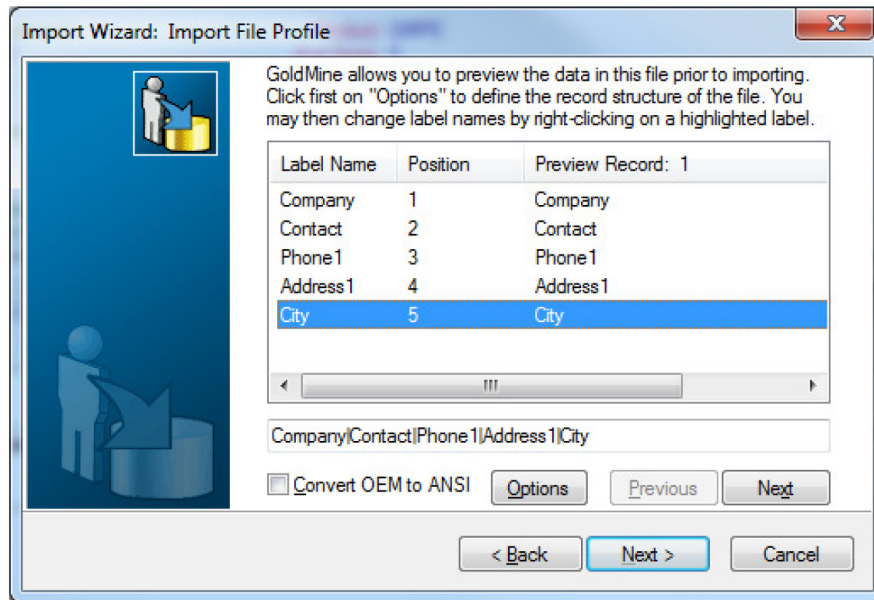 Import Wizard: Import File Profile
GoldMine allows you to preview the data in this file prior to importing.
Click first on "Options" to define the record structure of the file. You
may then change label names by right-clicking on a highlighted label.
Label Name Position Preview Record: 1
Company 1 Company
Contact 2 Contact
Phone1 3 Phone1
Address1 4 Address1
City 5 City
Company|Contact|Phone1|Address1|City
Convert OEM to ANSI Options Previous Next
< Back Next > Cancel